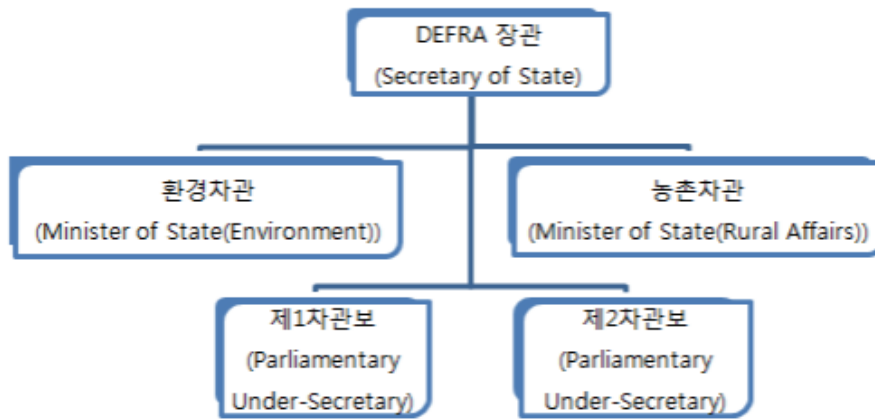 DEFRA 장관
(Secretary of State)
환경차관
(Minister of State(Environment))
농촌차관
(Minister of State(Rural Affairs))
제1차관보
(Parliamentary
Under-Secretary)
제2차관보
(Parliamentary
Under-Secretary)